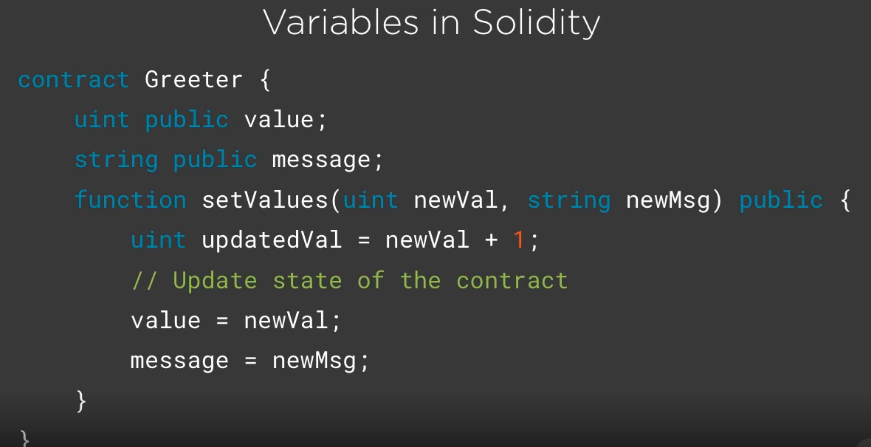 Variables in Solidity
contract Greeter {
    uint public value;
    string public message;
    function setValues(uint newVal, string newMsg) public {
        uint updatedVal = newVal + 1;
        // Update state of the contract
        value = newVal;
        message = newMsg;
    }
}